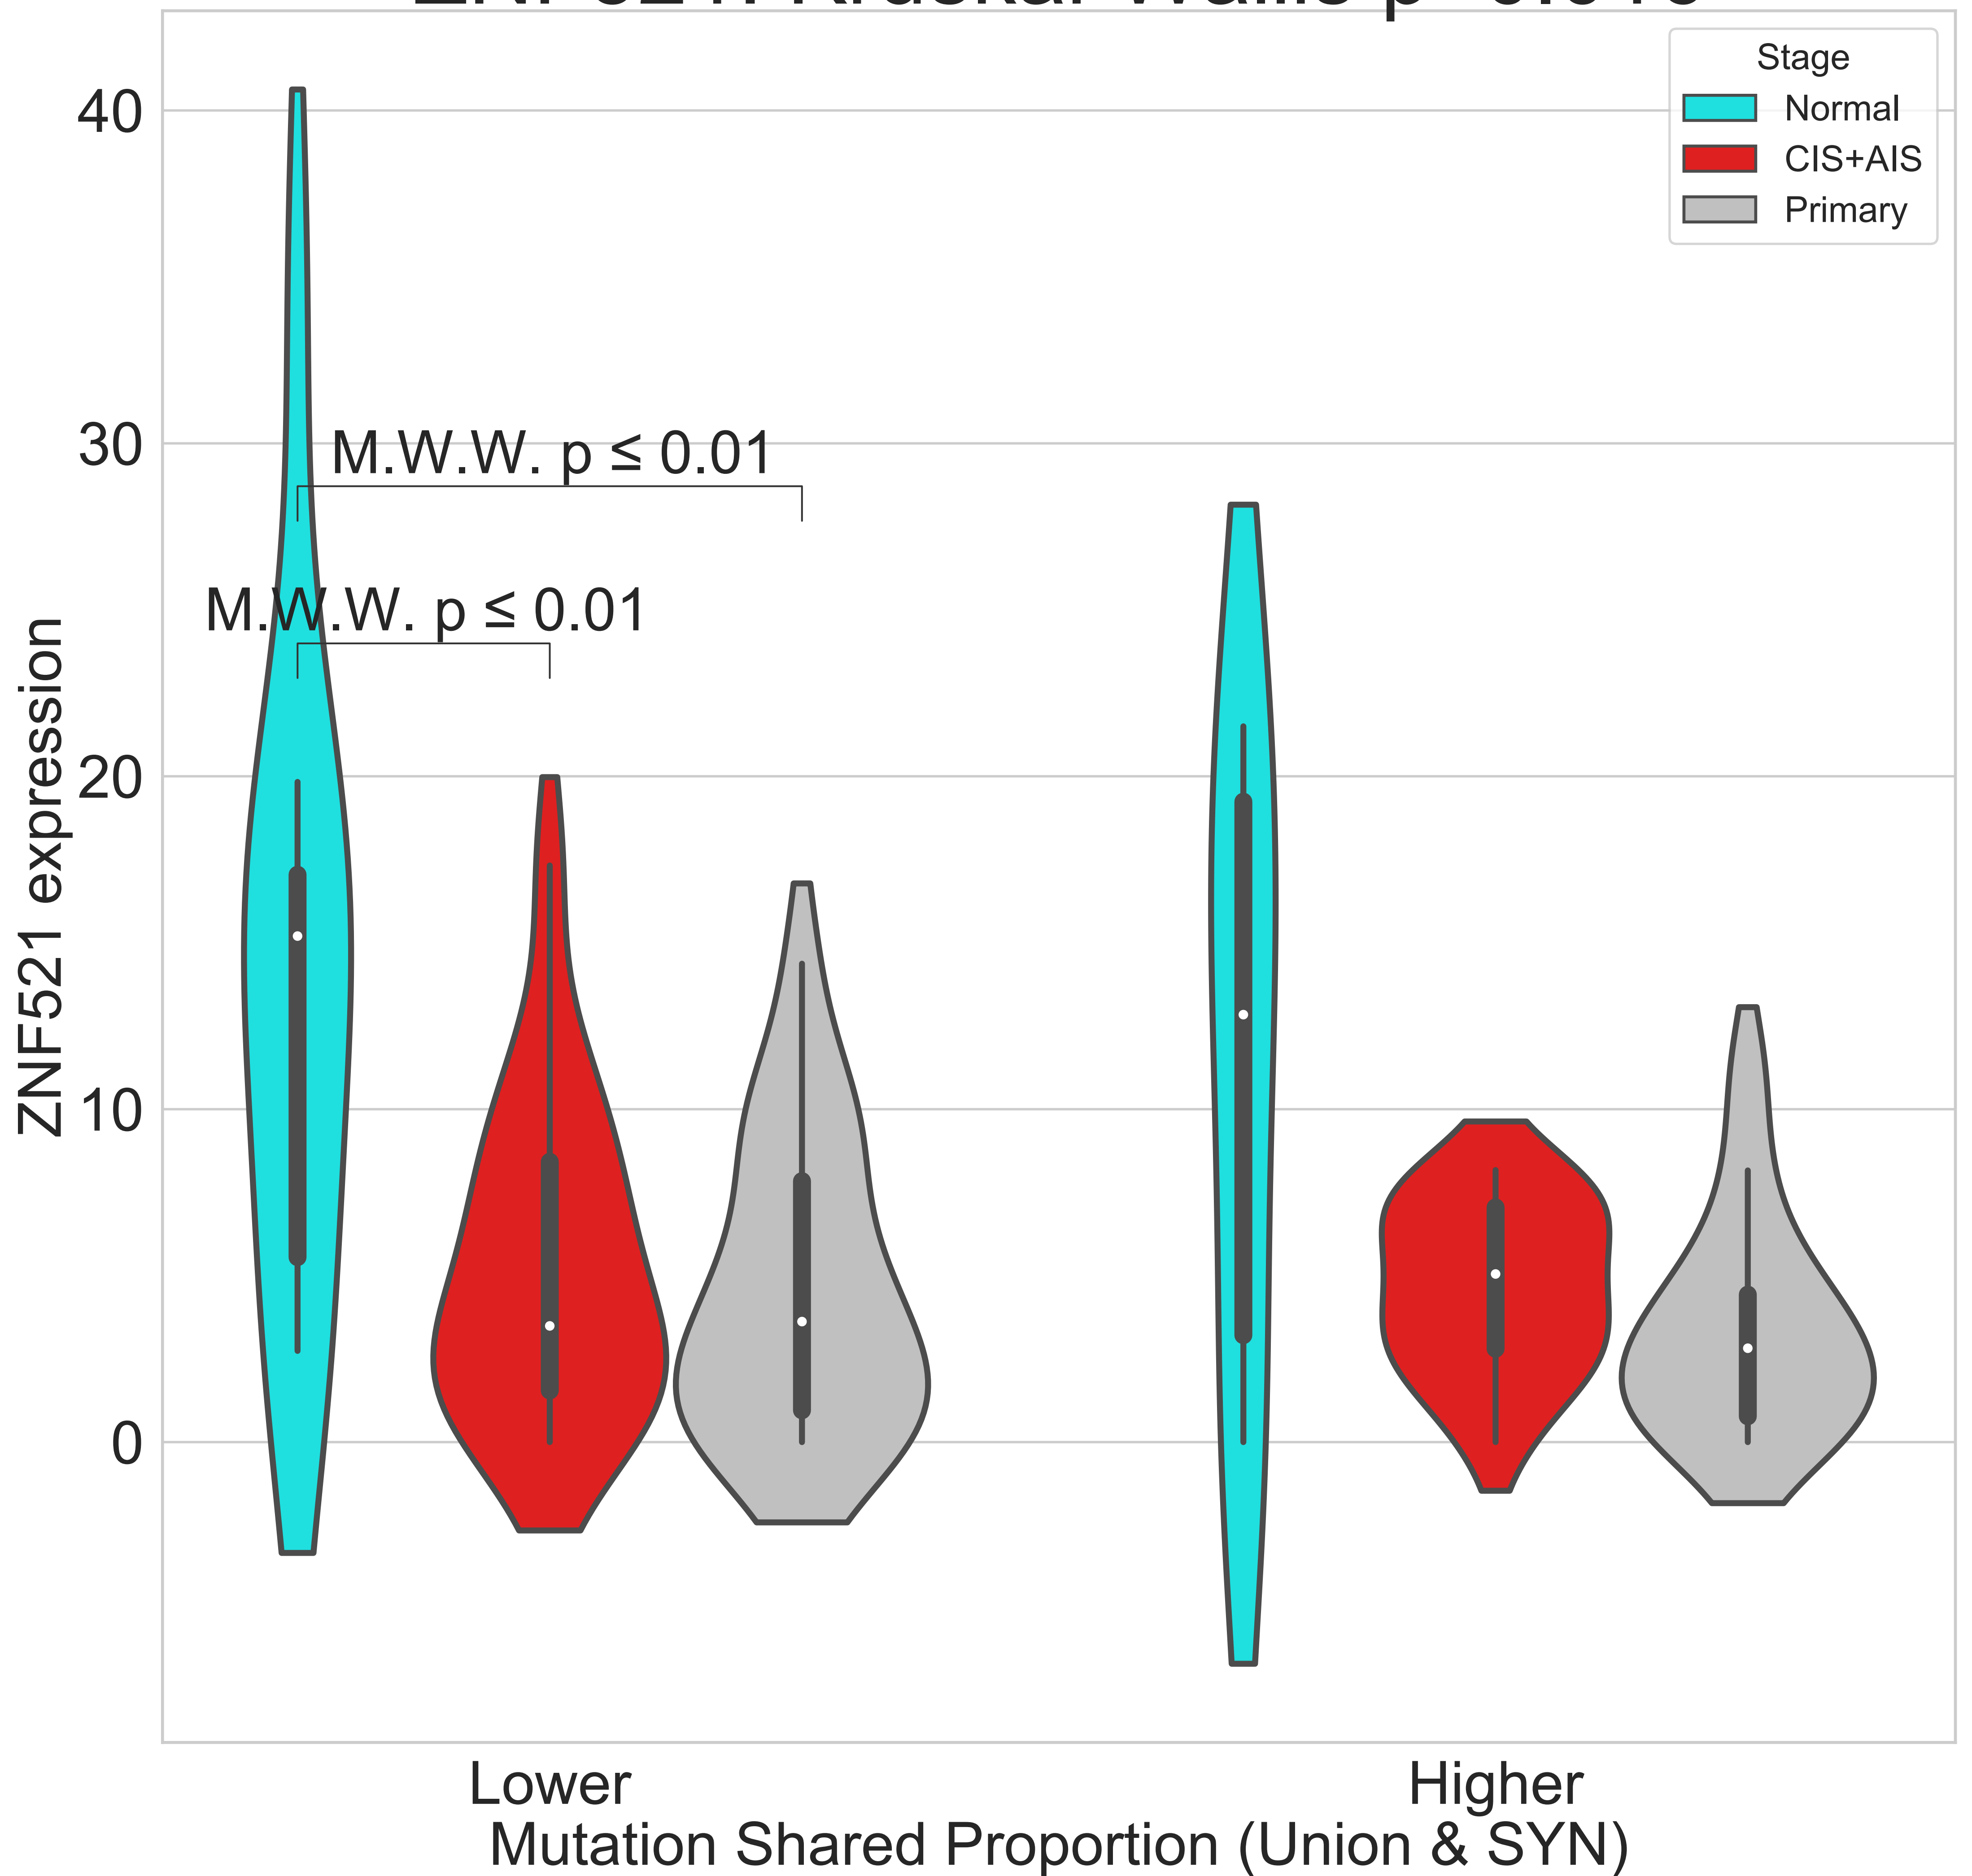 Stage
Normal
CIS+AIS
Primary
40
30
20
10
0
M.W.W. p ≤ 0.01
M.W.W. p ≤ 0.01
ZNF521 expression
Lower
Higher
Mutation Shared Proportion (Union & SYN)